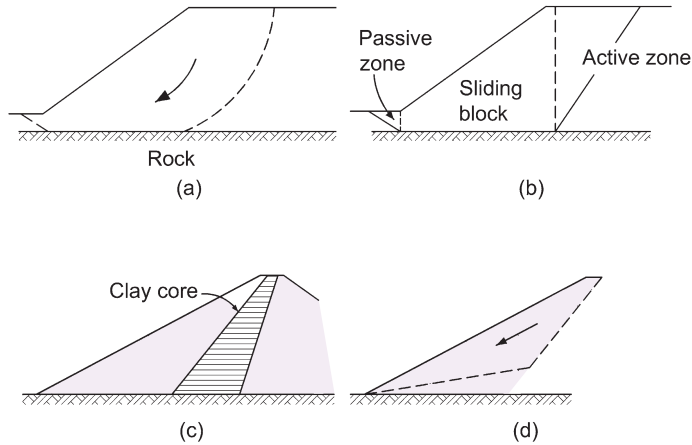 Rock
(a)
Passive
zone
Sliding
block
Active zone
(b)
Clay core
(c)
(d)